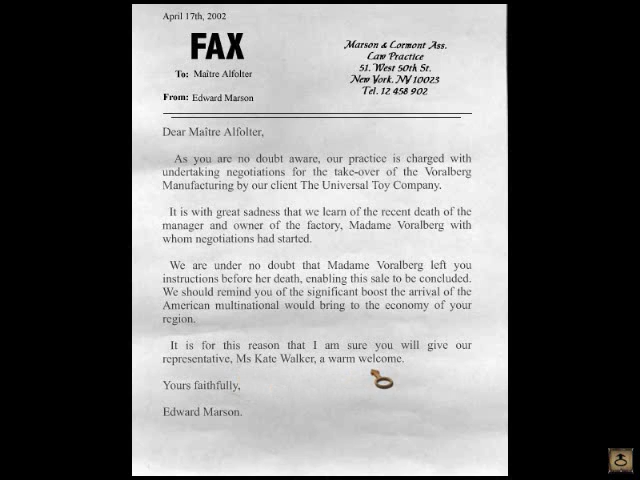 April 17th, 2002
FAX
Marson & Lormont Ass.
Law Practice
51. West 50th St.
New York. NY 10023
Tel. 12 458 902
To: Maître Alfolter
From: Edward Marson
Dear Maître Alfolter,
As you are no doubt aware, our practice is charged with
undertaking negotiations for the take-over of the Voralberg
Manufacturing by our client The Universal Toy Company.
It is with great sadness that we learn of the recent death of the
manager and owner of the factory, Madame Voralberg with
whom negotiations had started.
We are under no doubt that Madame Voralberg left you
instructions before her death, enabling this sale to be concluded.
We should remind you of the significant boost the arrival of the
American multinational would bring to the economy of your
region.
It is for this reason that I am sure you will give our
representative, Ms Kate Walker, a warm welcome.
Yours faithfully,
Edward Marson.